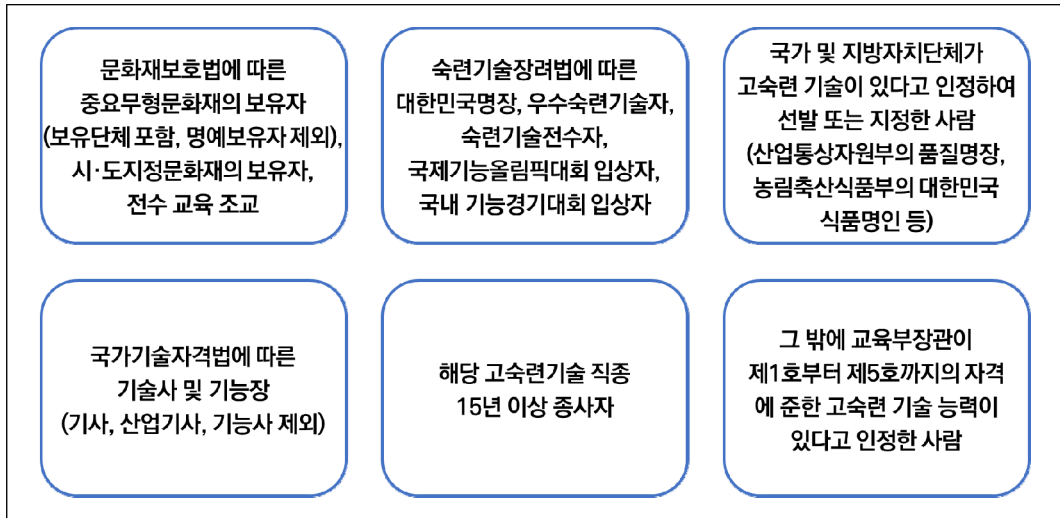 문화재보호법에 따른
중요무형문화재의 보유자
(보유단체 포함, 명예보유자 제외),
시·도지정문화재의 보유자,
전수 교육 조교
숙련기술장려법에 따른
대한민국명장, 우수숙련기술자,
숙련기술전수자,
국제기능올림픽대회 입상자,
국내 기능경기대회 입상자
국가 및 지방자치단체가
고숙련 기술이 있다고 인정하여
선발 또는 지정한 사람
(산업통상자원부의 품질명장,
농림축산식품부의 대한민국
식품명인 등)
국가기술자격법에 따른
기술사 및 기능장
(기사, 산업기사, 기능사 제외)
해당 고숙련기술 직종
15년 이상 종사자
그 밖에 교육부장관이
제1호부터 제5호까지의 자격
에 준한 고숙련 기술 능력이
있다고 인정한 사람